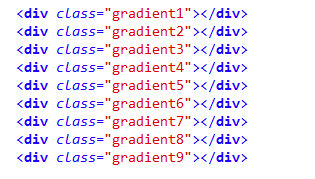 <div class="gradient1"></div>
<div class="gradient2"></div>
<div class="gradient3"></div>
<div class="gradient4"></div>
<div class="gradient5"></div>
<div class="gradient6"></div>
<div class="gradient7"></div>
<div class="gradient8"></div>
<div class="gradient9"></div>